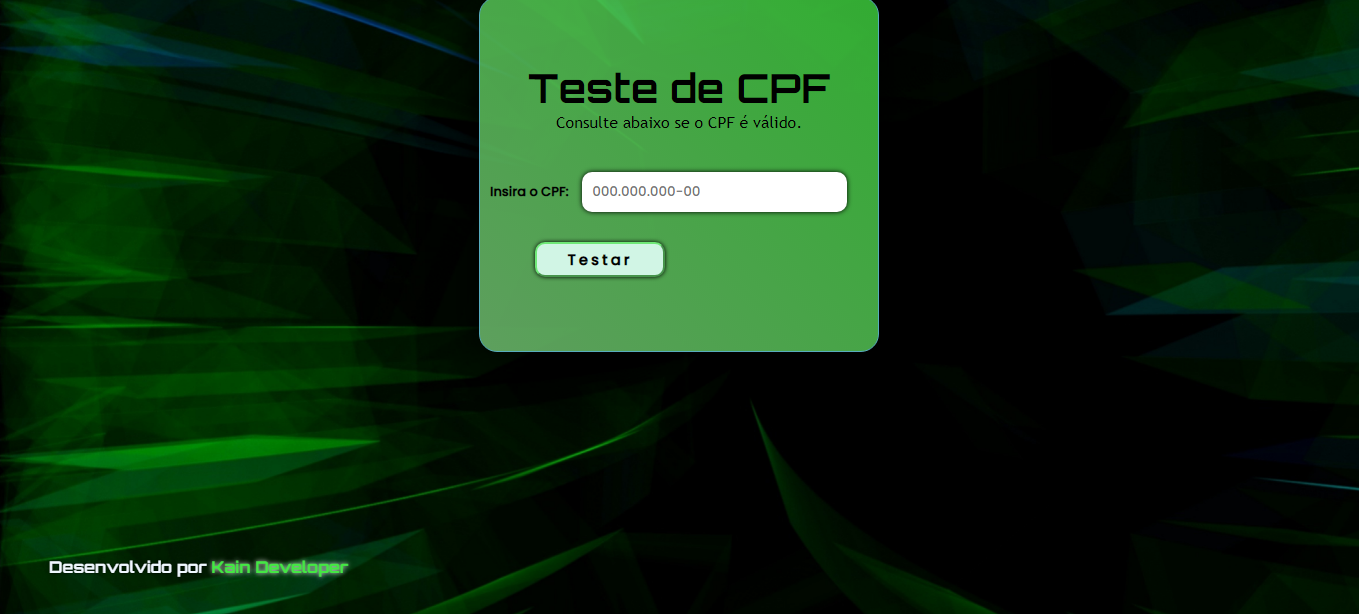 Teste de CPF
Consulte abaixo se o CPF é válido.
Insira o CPF: 000.000.000-00
Testar
Desenvolvido por Kain Developer